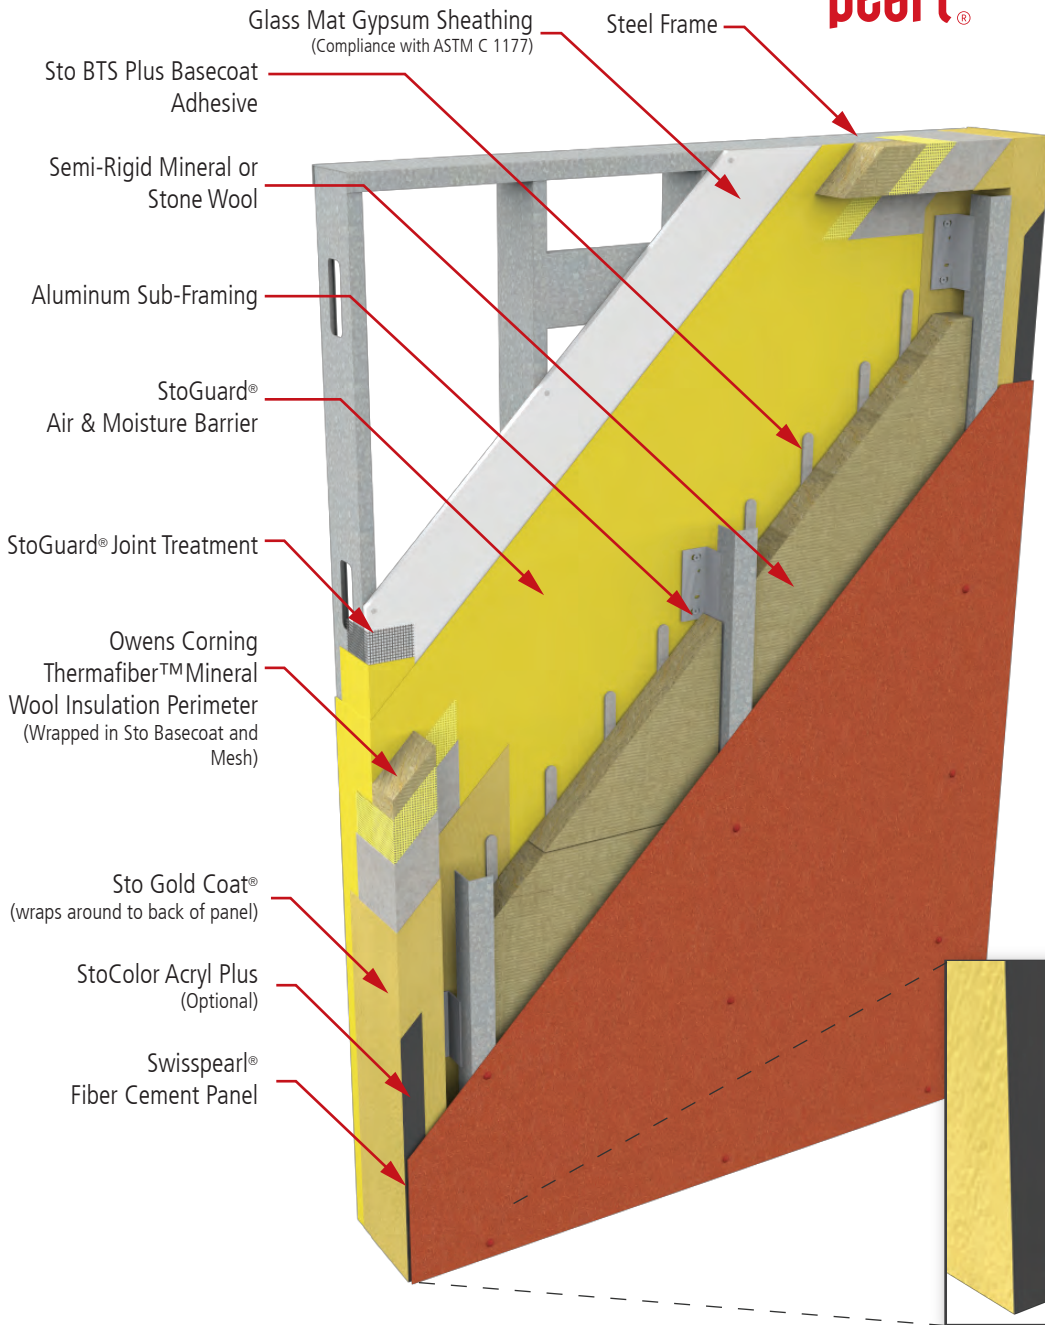 pearl®
Glass Mat Gypsum Sheathing
(Compliance with ASTM C 1177)
Steel Frame
Sto BTS Plus Basecoat
Adhesive
Semi-Rigid Mineral or
Stone Wool
Aluminum Sub-Framing
StoGuard®
Air & Moisture Barrier
StoGuard® Joint Treatment
Owens Corning
Thermafiber™Mineral
Wool Insulation Perimeter
(Wrapped in Sto Basecoat and
Mesh)
Sto Gold Coat®
(wraps around to back of panel)
StoColor Acryl Plus
(Optional)
Swisspearl®
Fiber Cement Panel